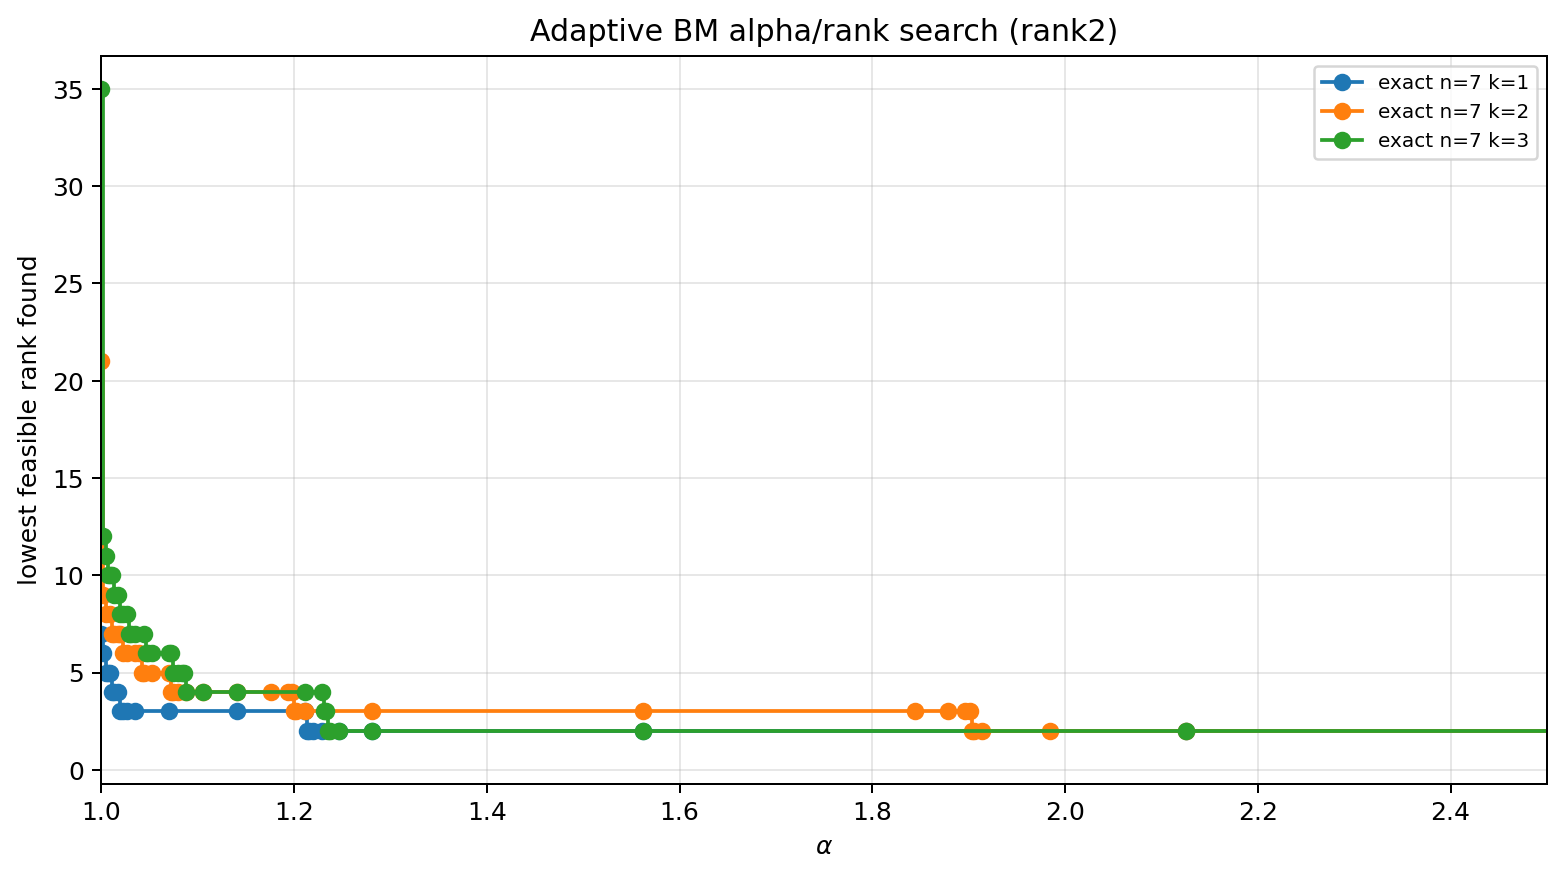 Adaptive BM alpha/rank search (rank2)
exact n=7 k=1
exact n=7 k=2
exact n=7 k=3
lowest feasible rank found
35
30
25
20
15
10
5
0
1.0 1.2 1.4 1.6 1.8 2.0 2.2 2.4
α